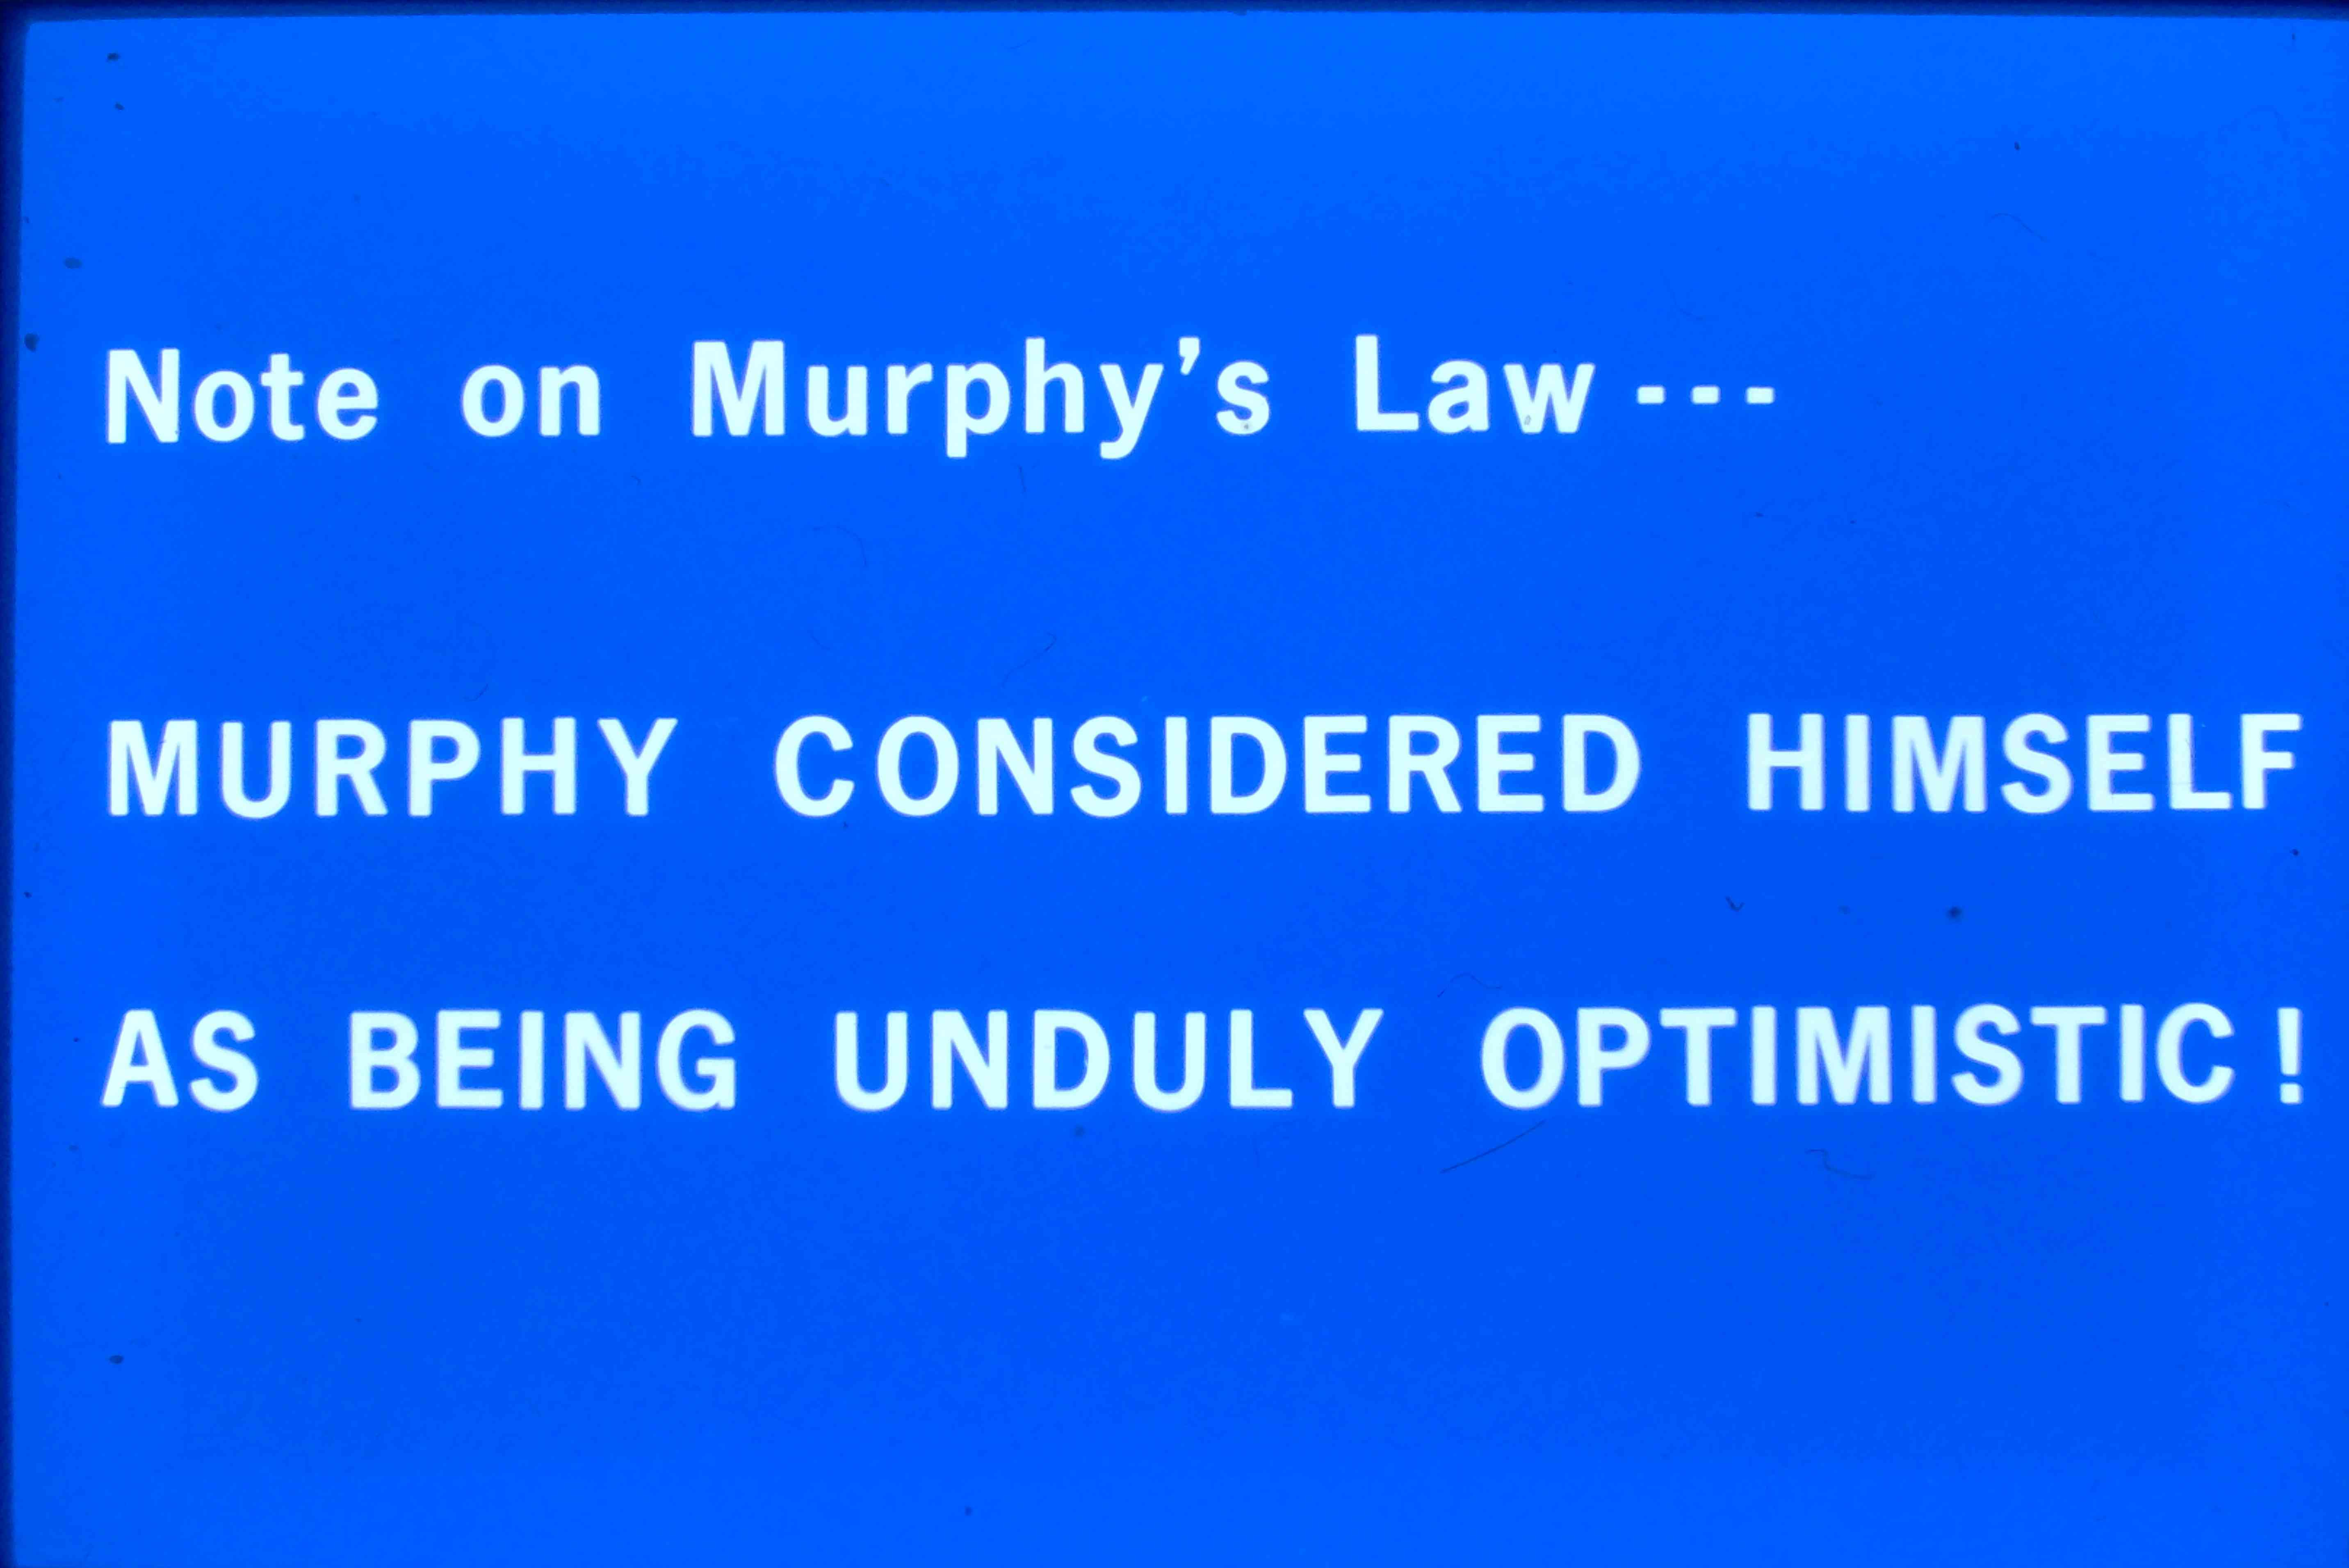 Note on Murphy’s Law ---
MURPHY CONSIDERED HIMSELF
AS BEING UNDULY OPTIMISTIC!